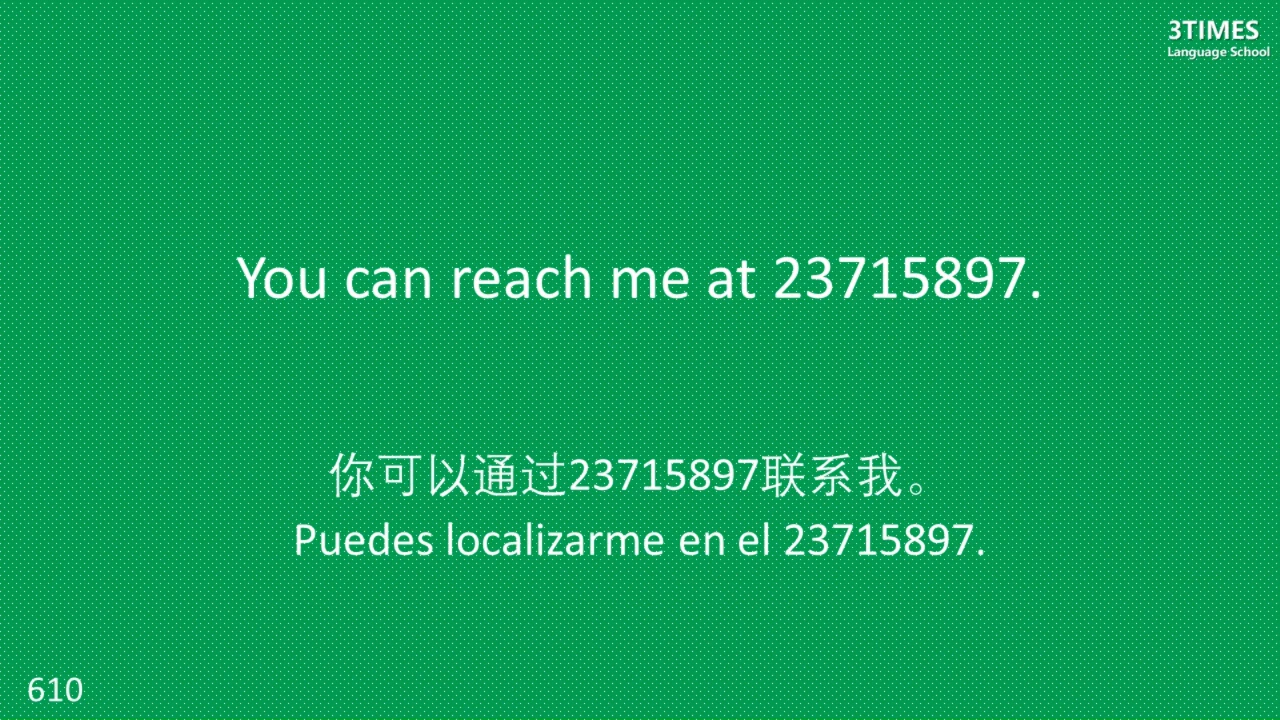 3TIMES
Language School
You can reach me at 23715897.
你可以通过23715897联系我。
Puedes localizarme en el 23715897.
610